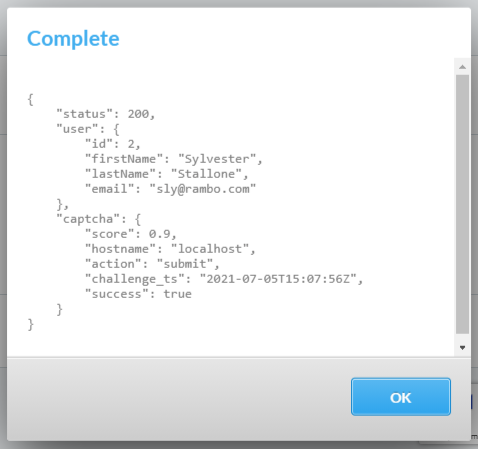 Complete
{
    "status": 200,
    "user": {
        "id": 2,
        "firstName": "Sylvester",
        "lastName": "Stallone",
        "email": "sly@rambo.com"
    },
    "captcha": {
        "score": 0.9,
        "hostname": "localhost",
        "action": "submit",
        "challenge_ts": "2021-07-05T15:07:56Z",
        "success": true
    }
}
OK